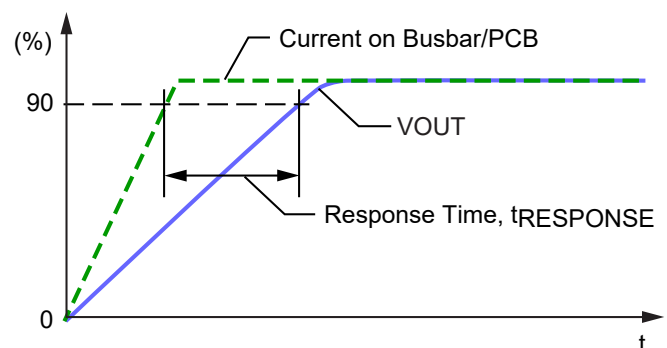 (%)
Current on Busbar/PCB
90
VOUT
Response Time, tRESPONSE
0
t